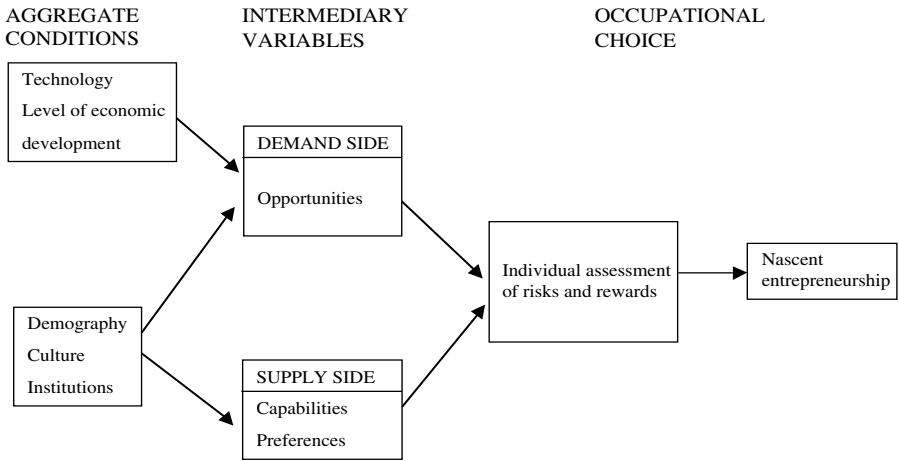 AGGREGATE
CONDITIONS
INTERMEDIARY
VARIABLES
OCCUPATIONAL
CHOICE
Technology
Level of economic
development
DEMAND SIDE
Opportunities
Individual assessment
of risks and rewards
Nascent
entrepreneurship
Demography
Culture
Institutions
SUPPLY SIDE
Capabilities
Preferences